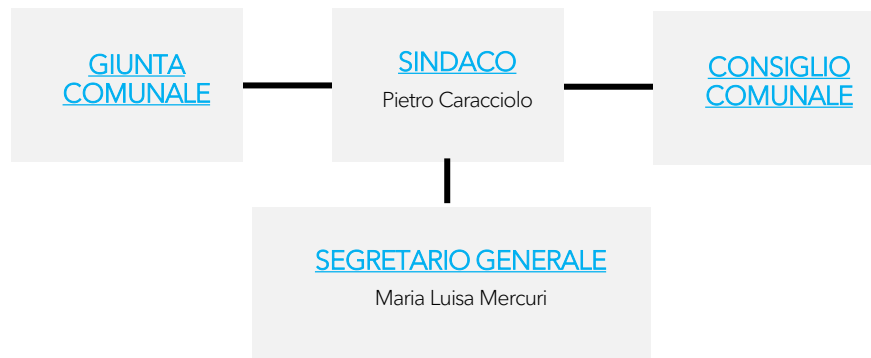 GIUNTA
COMUNALE
SINDACO
Pietro Caracciolo
CONSIGLIO
COMUNALE
SEGRETARIO GENERALE
Maria Luisa Mercuri